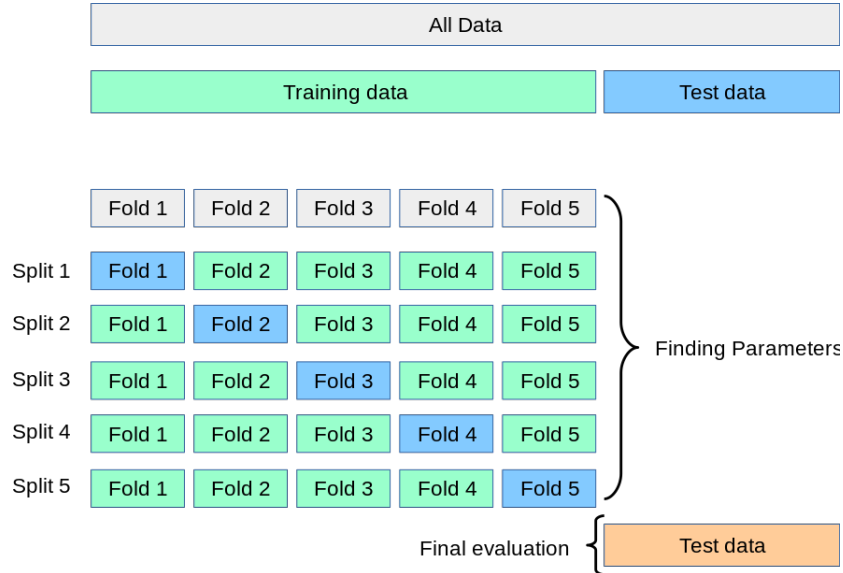 All Data
Training data Test data
Fold 1 Fold 2 Fold 3 Fold 4 Fold 5
Split 1 Fold 1 Fold 2 Fold 3 Fold 4 Fold 5
Split 2 Fold 1 Fold 2 Fold 3 Fold 4 Fold 5
Finding Parameters
Split 3 Fold 1 Fold 2 Fold 3 Fold 4 Fold 5
Split 4 Fold 1 Fold 2 Fold 3 Fold 4 Fold 5
Split 5 Fold 1 Fold 2 Fold 3 Fold 4 Fold 5
Final evaluation Test data